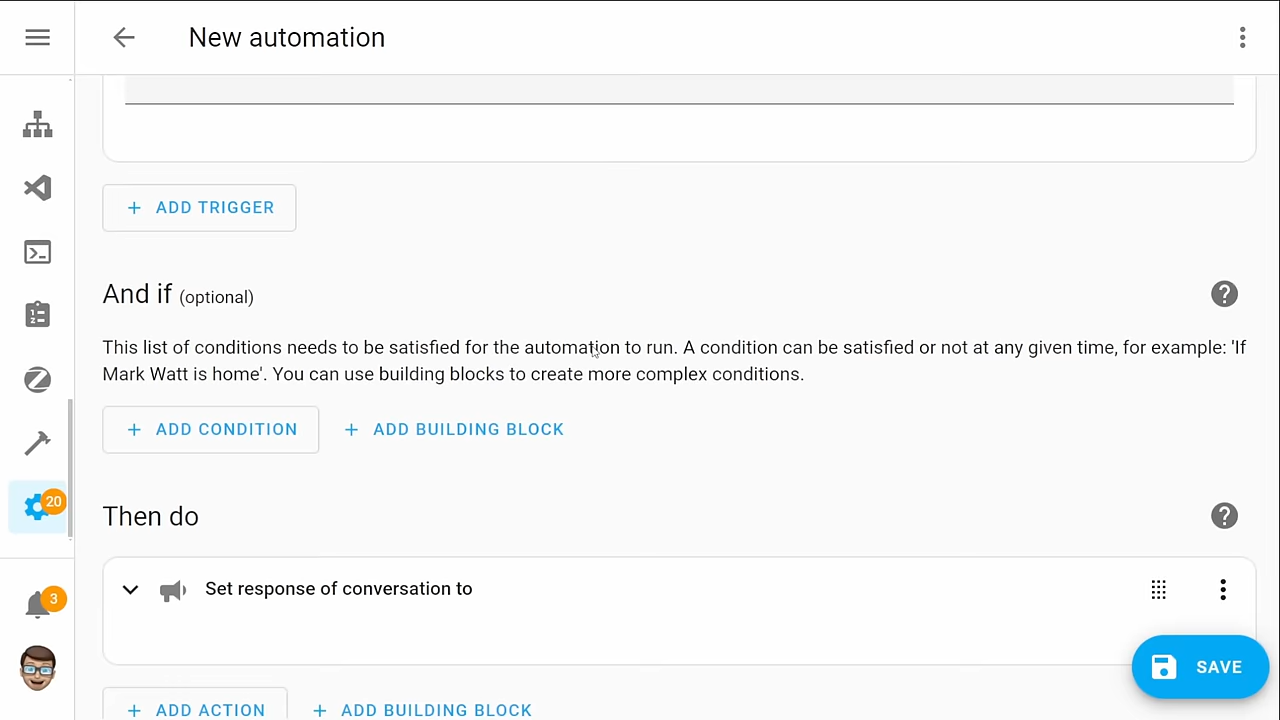 New automation
+ ADD TRIGGER
And if (optional)
This list of conditions needs to be satisfied for the automation to run. A condition can be satisfied or not at any given time, for example: 'If
Mark Watt is home'. You can use building blocks to create more complex conditions.
+ ADD CONDITION + ADD BUILDING BLOCK
20
Then do
Set response of conversation to
3
SAVE
+ ADD ACTION + ADD BUILDING BLOCK